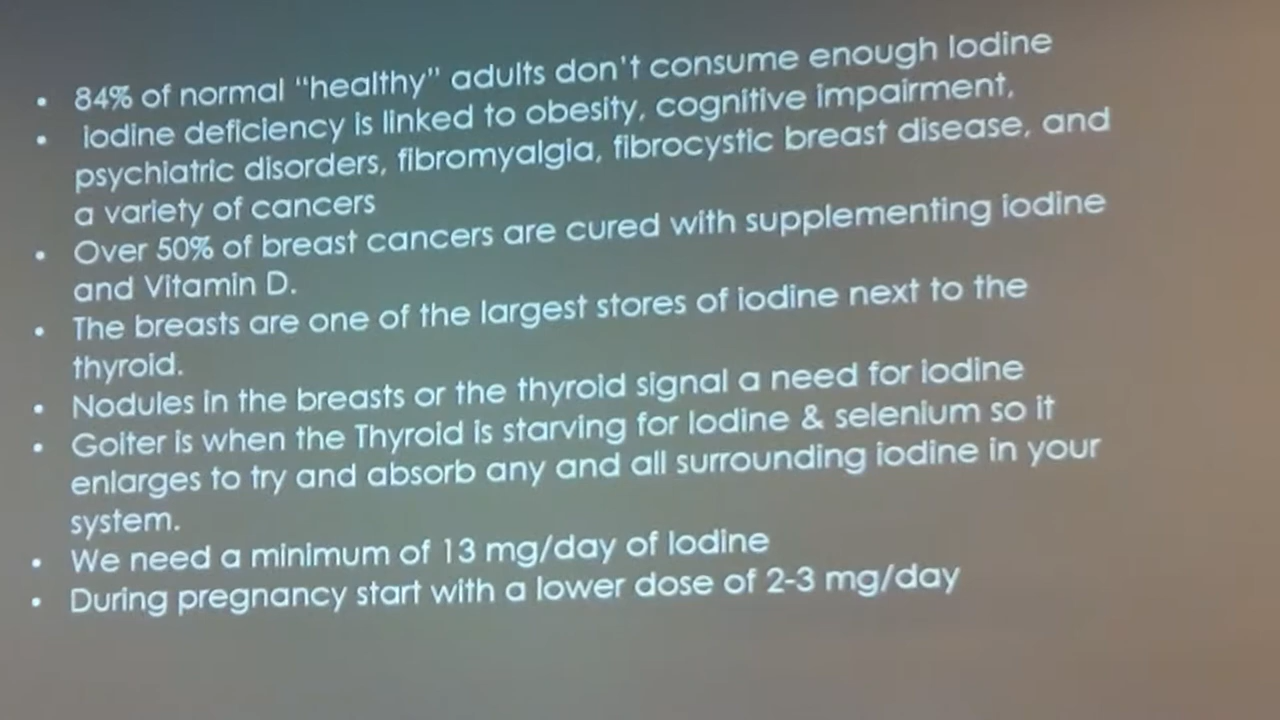 • 84% of normal “healthy” adults don’t consume enough Iodine
• Iodine deficiency is linked to obesity, cognitive impairment,
psychiatric disorders, fibromyalgia, fibrocystic breast disease, and
a variety of cancers
• Over 50% of breast cancers are cured with supplementing iodine
and Vitamin D.
• The breasts are one of the largest stores of iodine next to the
thyroid.
• Nodules in the breasts or the thyroid signal a need for iodine
• Goiter is when the Thyroid is starving for Iodine & selenium so it
enlarges to try and absorb any and all surrounding iodine in your
system.
• We need a minimum of 13 mg/day of Iodine
• During pregnancy start with a lower dose of 2-3 mg/day